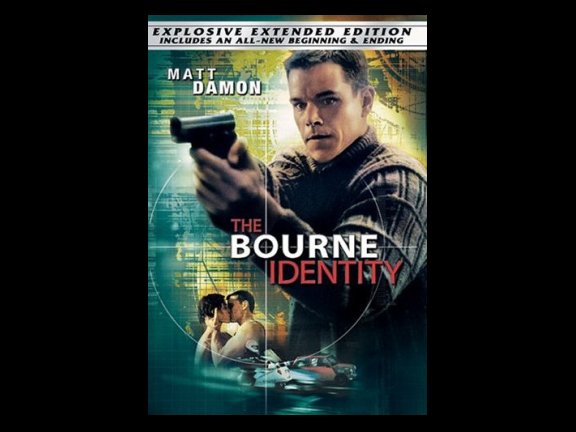 EXPLOSIVE EXTENDED EDITION
INCLUDES AN ALL-NEW BEGINNING & ENDING
MATT
DAMON
THE
BOURNE
IDENTITY